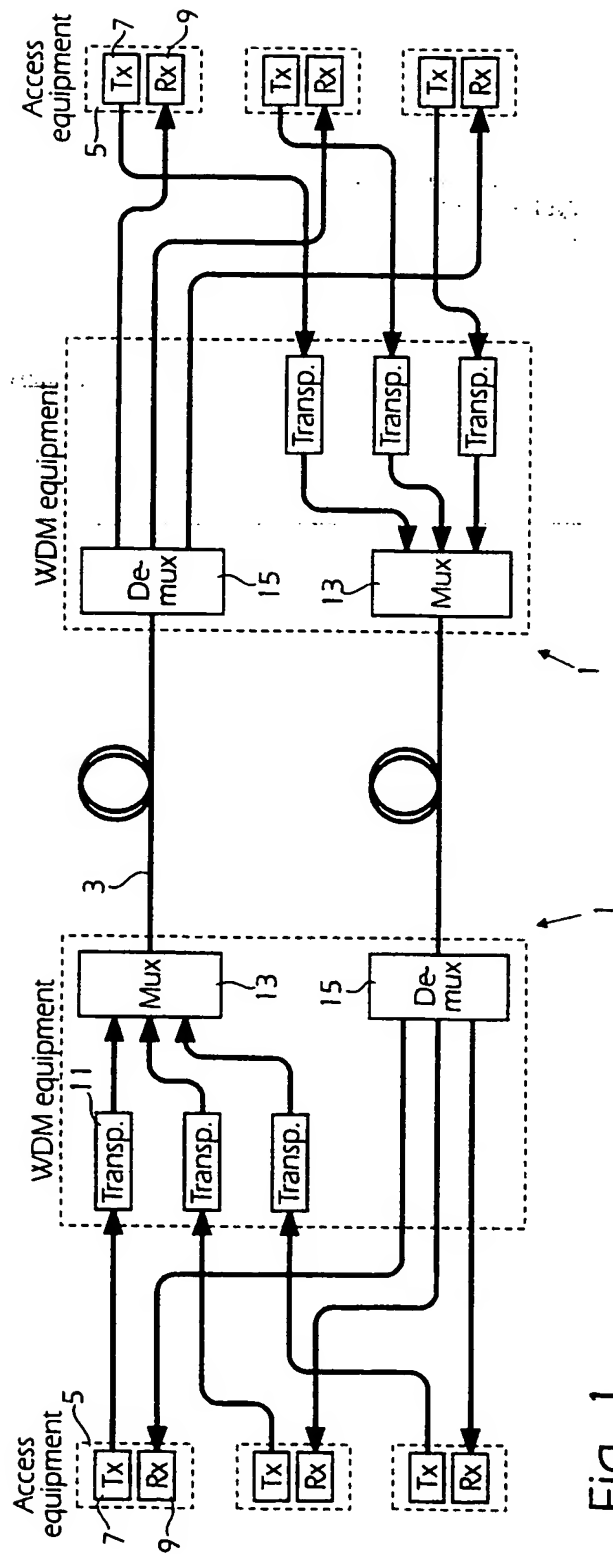 Access
equipment
5
Tx
7
Rx
9
Tx
Rx
Tx
Rx
WDM equipment
11
Transp.
Transp.
Transp.
Mux
13
15
De-
mux
1
3
WDM equipment
De-
mux
15
13
Mux
Transp.
Transp.
Transp.
1
Access
equipment
5
Tx
7
Rx
9
Tx
Rx
Tx
Rx
Fig. 1